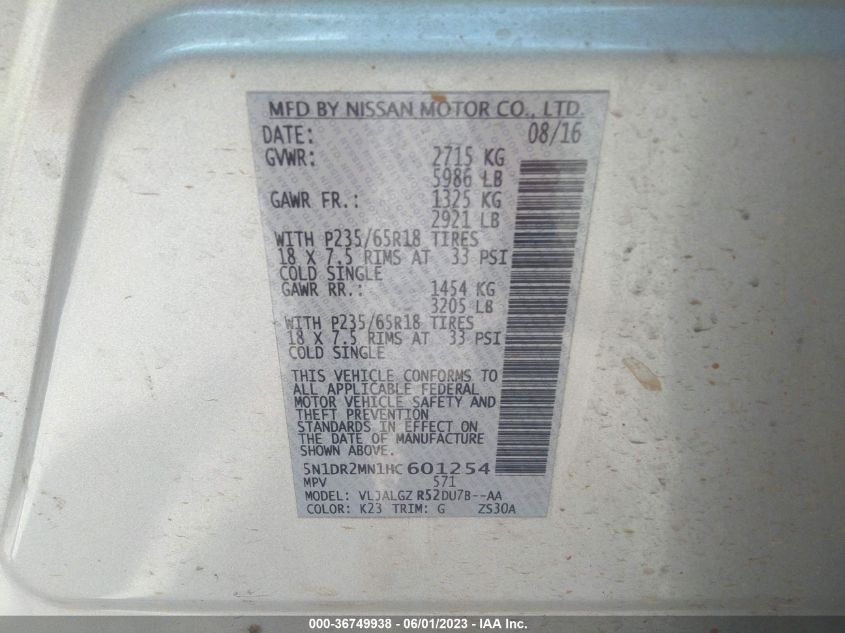 MFD BY NISSAN MOTOR CO., LTD.
DATE: 08/16
GVWR: 2715 KG
5986 LB
GAWR FR.: 1325 KG
2921 LB
WITH P235/65R18 TIRES
18 X 7.5 RIMS AT 33 PSI
COLD SINGLE
GAWR RR.: 1454 KG
3205 LB
WITH P235/65R18 TIRES
18 X 7.5 RIMS AT 33 PSI
COLD SINGLE
THIS VEHICLE CONFORMS TO
ALL APPLICABLE FEDERAL
MOTOR VEHICLE SAFETY AND
THEFT PREVENTION
STANDARDS IN EFFECT ON
THE DATE OF MANUFACTURE
SHOWN ABOVE.
5N1DR2MN1HC601254
MPV 571
MODEL: VLJALGZ R52DU7B--AA
COLOR: K23 TRIM: G ZS30A
000-36749938 - 06/01/2023 - IAA Inc.